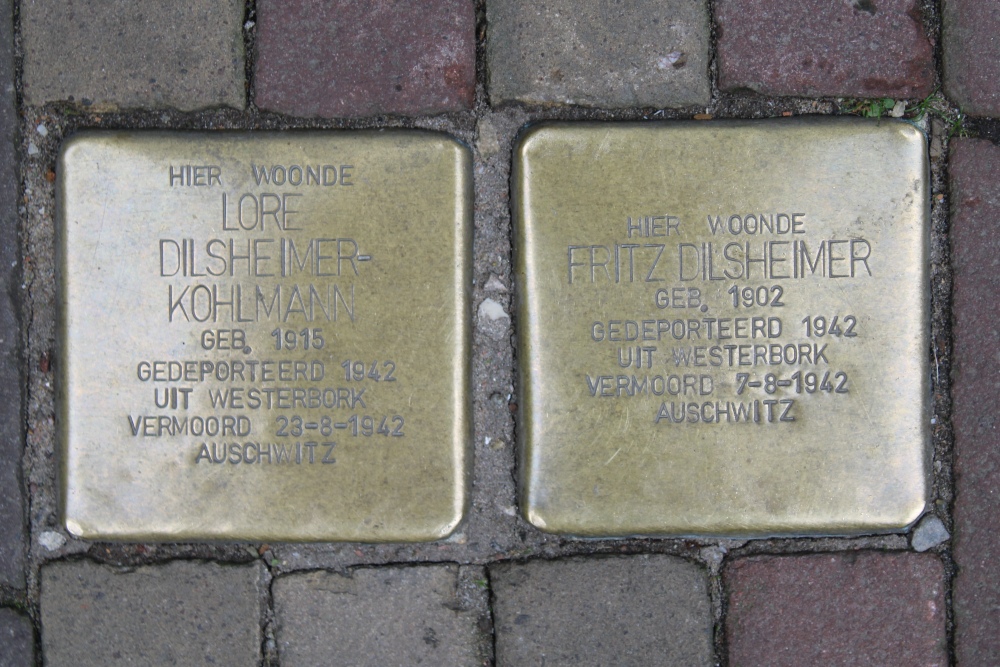 HIER WOONDE
LORE
DILSHEIMER-
KOHLMANN
GEB. 1915
GEDEPORTEERD 1942
UIT WESTERBORK
VERMOORD 23-8-1942
AUSCHWITZ
HIER WOONDE
FRITZ DILSHEIMER
GEB. 1902
GEDEPORTEERD 1942
UIT WESTERBORK
VERMOORD 7-8-1942
AUSCHWITZ